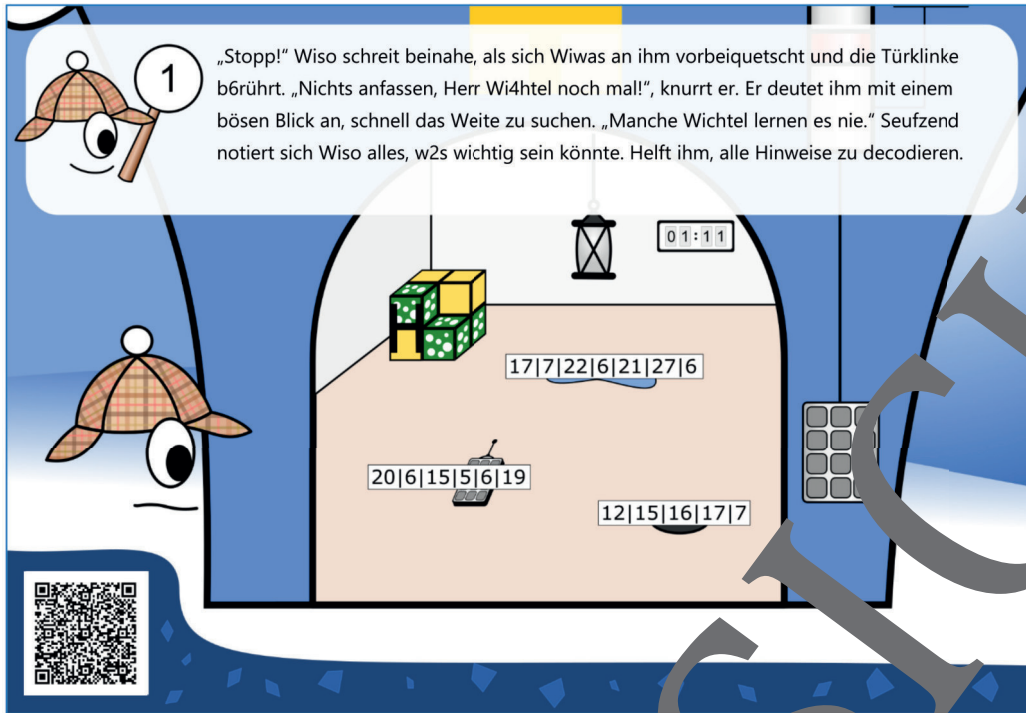 1
„Stopp!“ Wiso schreit beinahe, als sich Wiwas an ihm vorbeiquetscht und die Türklinke
b6rührt. „Nichts anfassen, Herr Wi4htel noch mal!“, knurrt er. Er deutet ihm mit einem
bösen Blick an, schnell das Weite zu suchen. „Manche Wichtel lernen es nie.“ Seufzend
notiert sich Wiso alles, w2s wichtig sein könnte. Helft ihm, alle Hinweise zu decodieren.
01:11
17|7|22|6|21|27|6
20|6|15|5|6|19
12|15|16|17|7